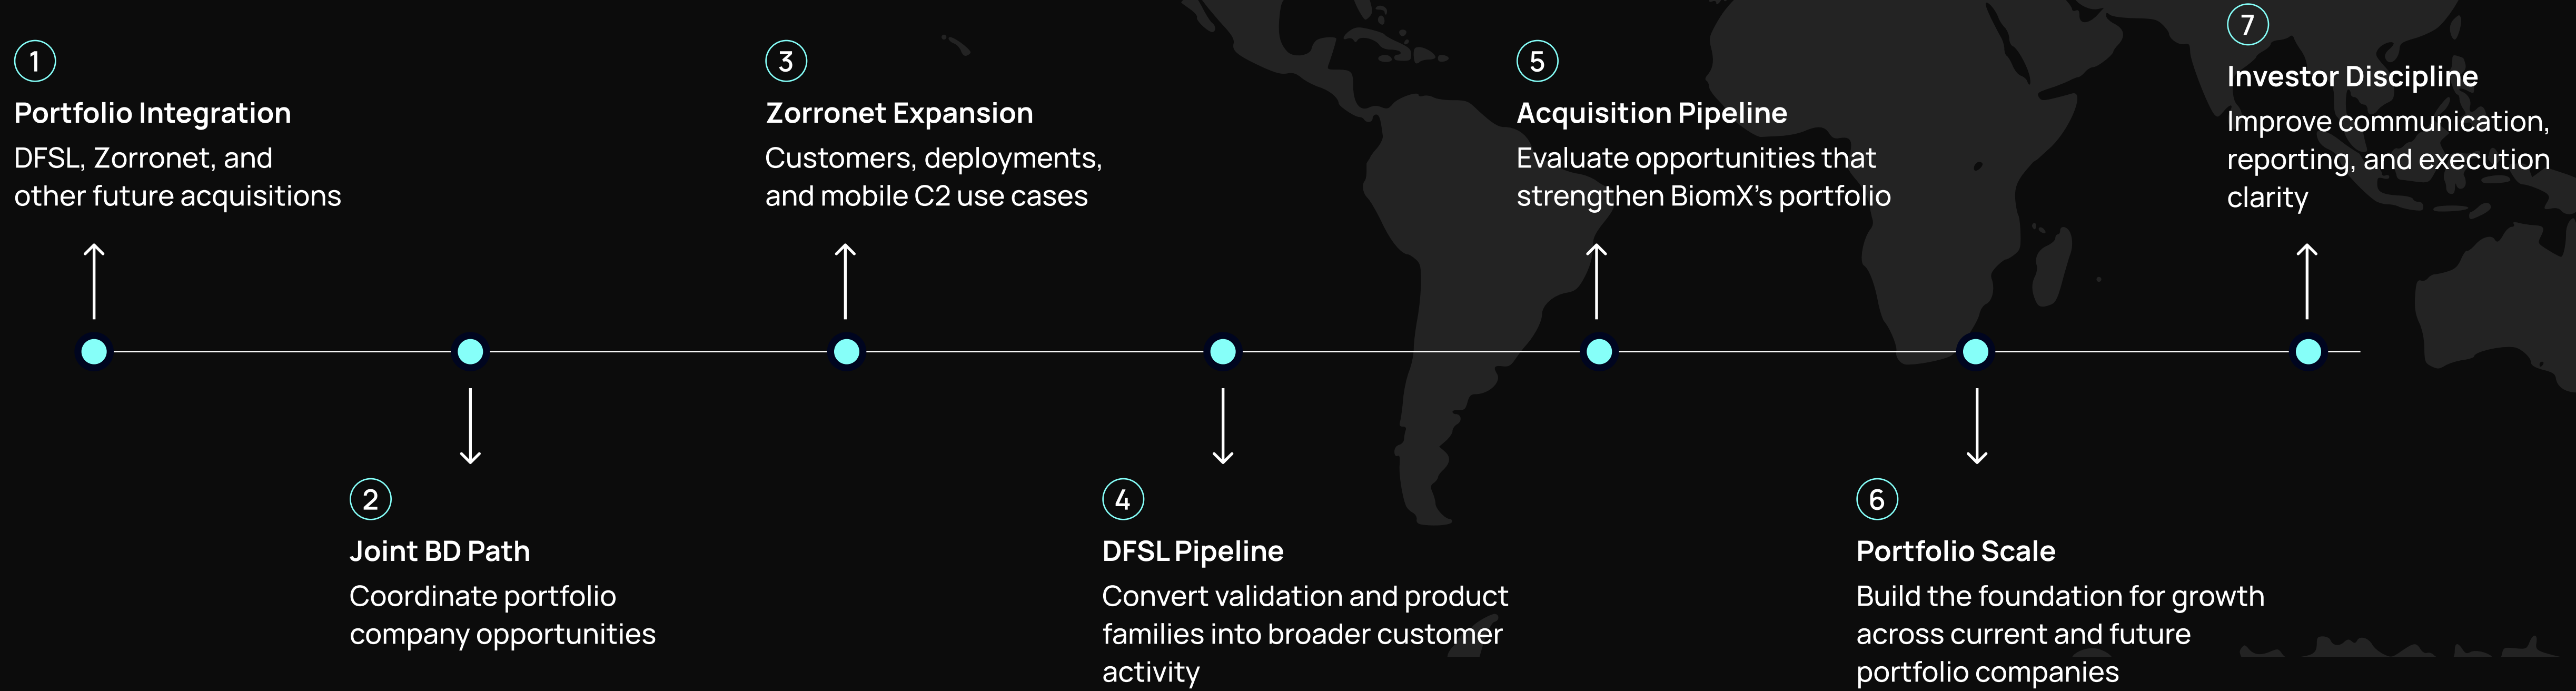 1
Portfolio Integration
DFSL, Zorronet, and
other future acquisitions
2
Joint BD Path
Coordinate portfolio
company opportunities
3
Zorronet Expansion
Customers, deployments,
and mobile C2 use cases
4
DFSL Pipeline
Convert validation and product
families into broader customer
activity
5
Acquisition Pipeline
Evaluate opportunities that
strengthen BiomX’s portfolio
6
Portfolio Scale
Build the foundation for growth
across current and future
portfolio companies
7
Investor Discipline
Improve communication,
reporting, and execution
clarity